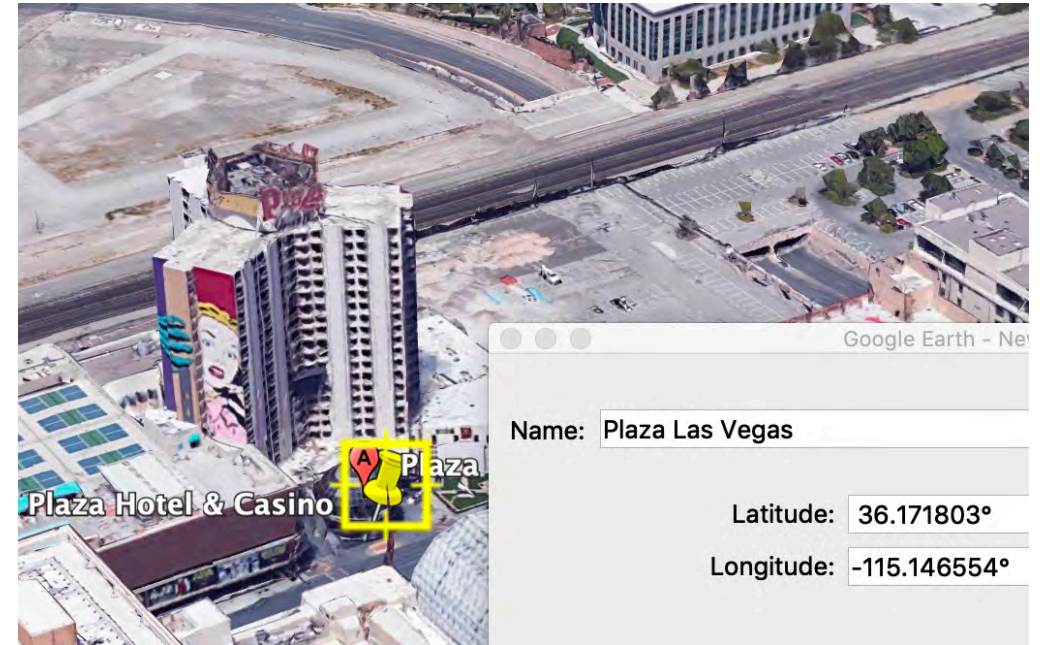 Plaza
Google Earth - Ne
Name: Plaza Las Vegas
A
Plaza
Plaza Hotel & Casino
Latitude: 36.171803°
Longitude: -115.146554°